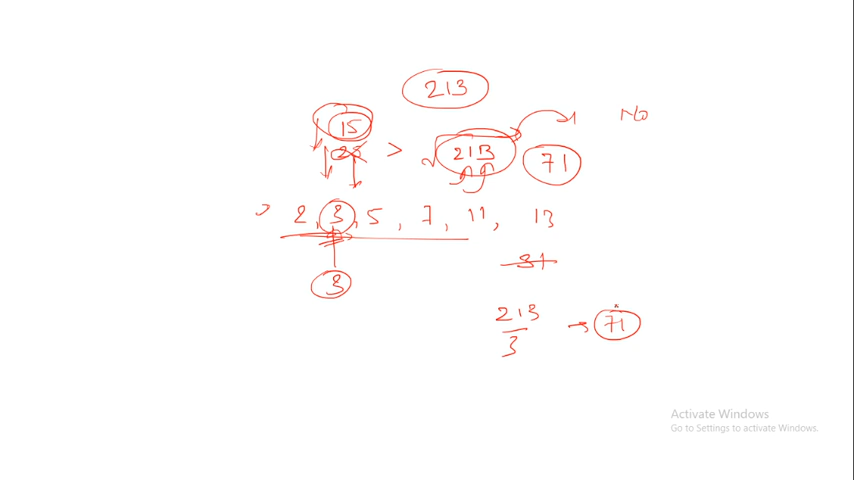 213
15 No
> √213 71
2, 3, 5, 7, 11, 13
31
3
213
3 → 71
Activate Windows
Go to Settings to activate Windows.